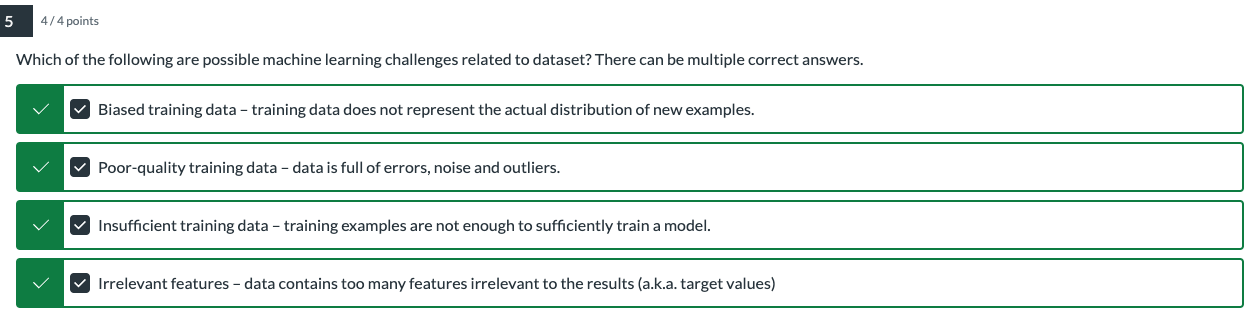 5 4 / 4 points
Which of the following are possible machine learning challenges related to dataset? There can be multiple correct answers.
Biased training data – training data does not represent the actual distribution of new examples.
Poor-quality training data – data is full of errors, noise and outliers.
Insufficient training data – training examples are not enough to sufficiently train a model.
Irrelevant features – data contains too many features irrelevant to the results (a.k.a. target values)